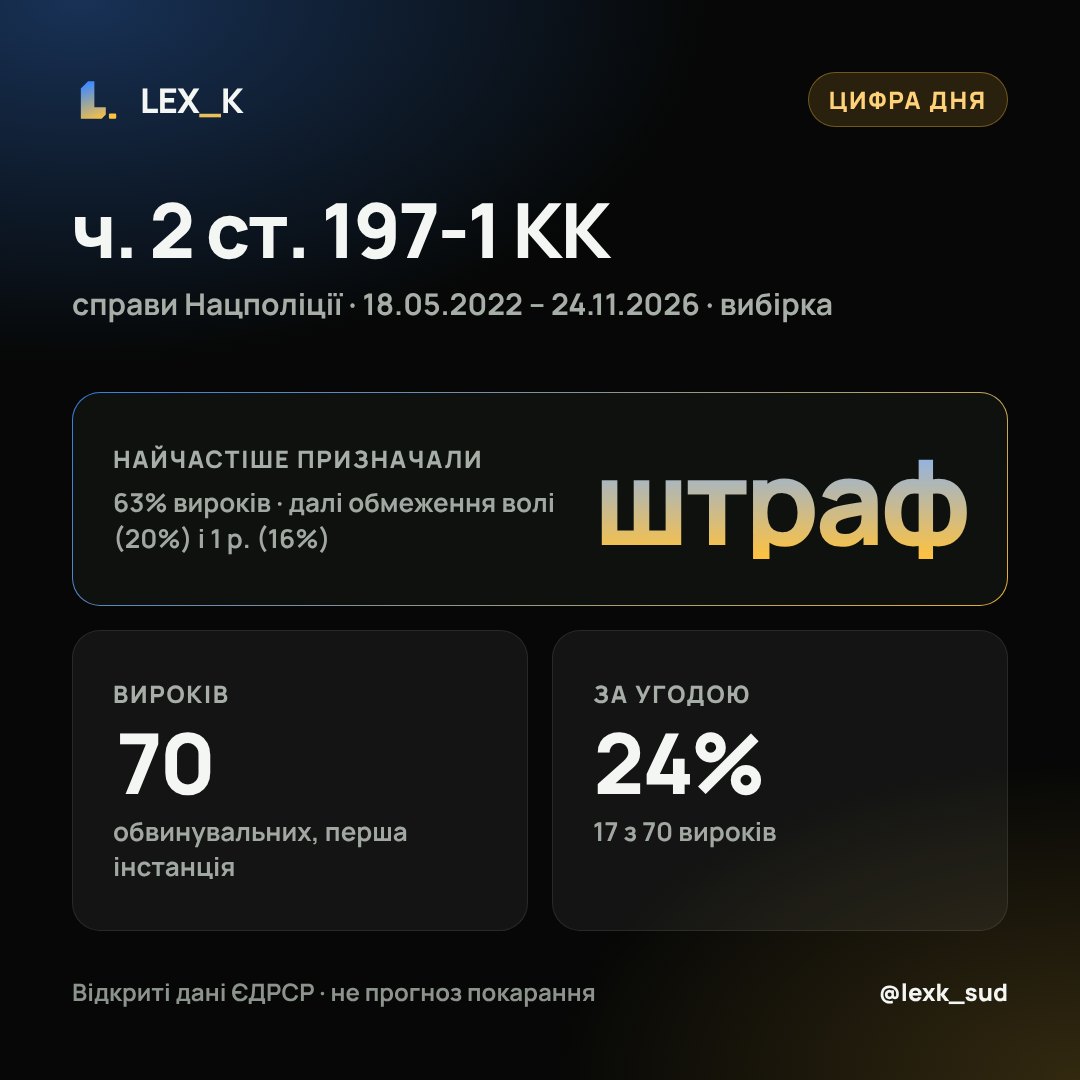 LEX_K
ЦИФРА ДНЯ
ч. 2 ст. 197-1 КК
справи Нацполіції · 18.05.2022 – 24.11.2026 · вибірка
НАЙЧАСТІШЕ ПРИЗНАЧАЛИ
63% вироків · далі обмеження волі
(20%) і 1 р. (16%)
штраф
ВИРОКІВ
70
обвинувальних, перша
інстанція
ЗА УГОДОЮ
24%
17 з 70 вироків
Відкриті дані ЄДРСР · не прогноз покарання
@lexk_sud